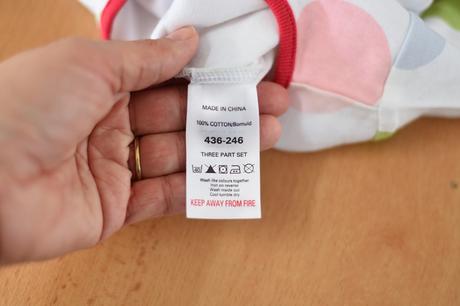 MADE IN CHINA
100% COTTON/Bomuld
436-246
THREE PART SET
Wash like colours together
Hot on reverse
Wash inside out
Cool tumble dry
KEEP AWAY FROM FIRE